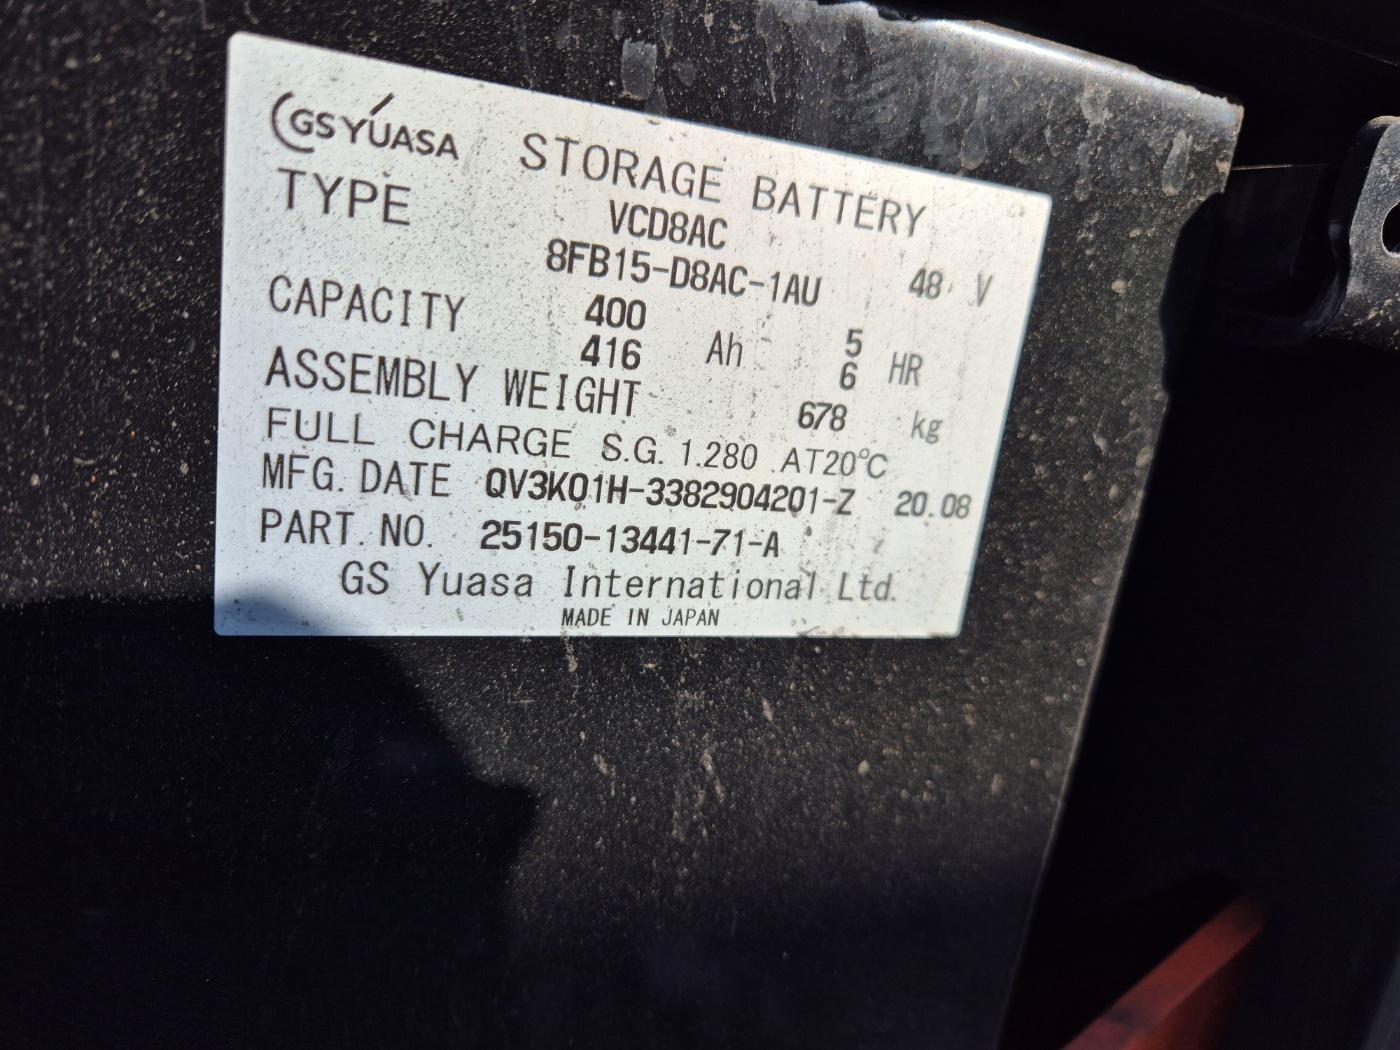 GS YUASA STORAGE BATTERY
TYPE VCD8AC
8FB15-D8AC-1AU 48 V
CAPACITY 400 Ah 5 HR
416 6
ASSEMBLY WEIGHT 678 kg
FULL CHARGE S.G. 1.280 AT20°C
MFG. DATE QV3K01H-3382904201-Z 20.08
PART. NO. 25150-13441-71-A
GS Yuasa International Ltd.
MADE IN JAPAN